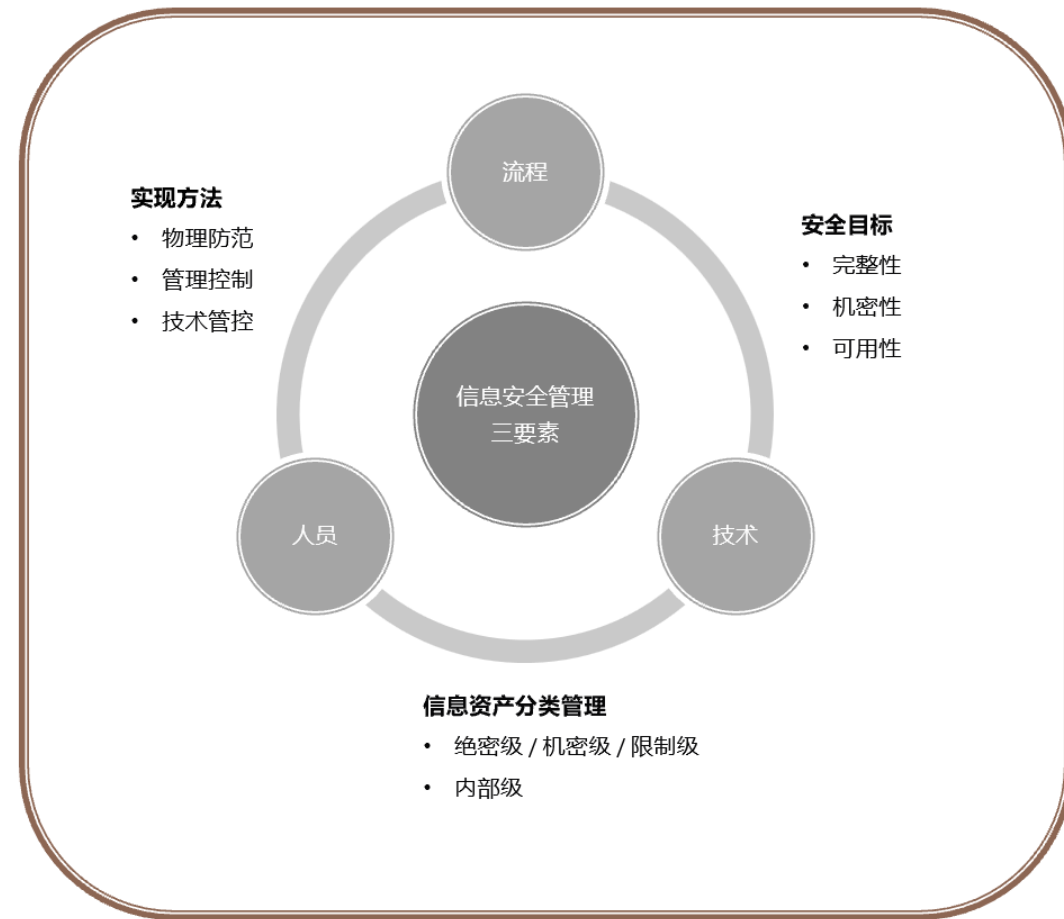 流程
实现方法
• 物理防范
• 管理控制
• 技术管控
安全目标
• 完整性
• 机密性
• 可用性
信息安全管理
三要素
人员
技术
信息资产分类管理
• 绝密级 / 机密级 / 限制级
• 内部级